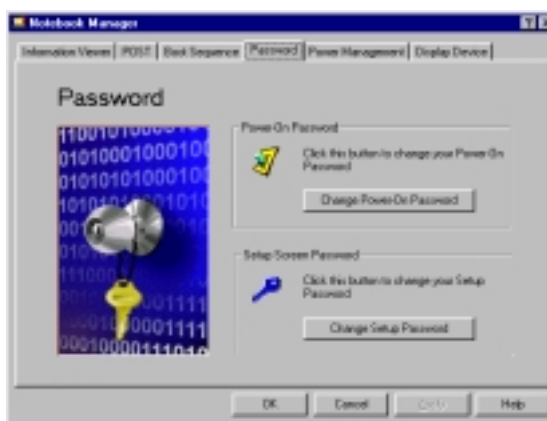 Notebook Manager
Information Viewer POST Boot Sequence Password Power Management Display Device
Password
Power-On Password
Click this button to change your Power-On
Password
Change Power-On Password
Setup Screen Password
Click this button to change your Setup
Password
Change Setup Password
OK Cancel Apply Help